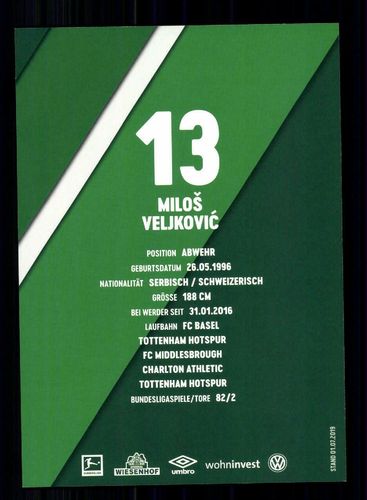 13
MILOŠ
VELJKOVIĆ
POSITION ABWEHR
GEBURTSDATUM 26.05.1996
NATIONALITÄT SERBISCH / SCHWEIZERISCH
GRÖSSE 188 CM
BEI WERDER SEIT 31.01.2016
LAUFBAHN FC BASEL
TOTTENHAM HOTSPUR
FC MIDDLESBROUGH
CHARLTON ATHLETIC
TOTTENHAM HOTSPUR
BUNDESLIGASPIELE/TORE 82/2
STAND 01.07.2019
BUNDESLIGA WIESENHOF umbro wohninvest VW